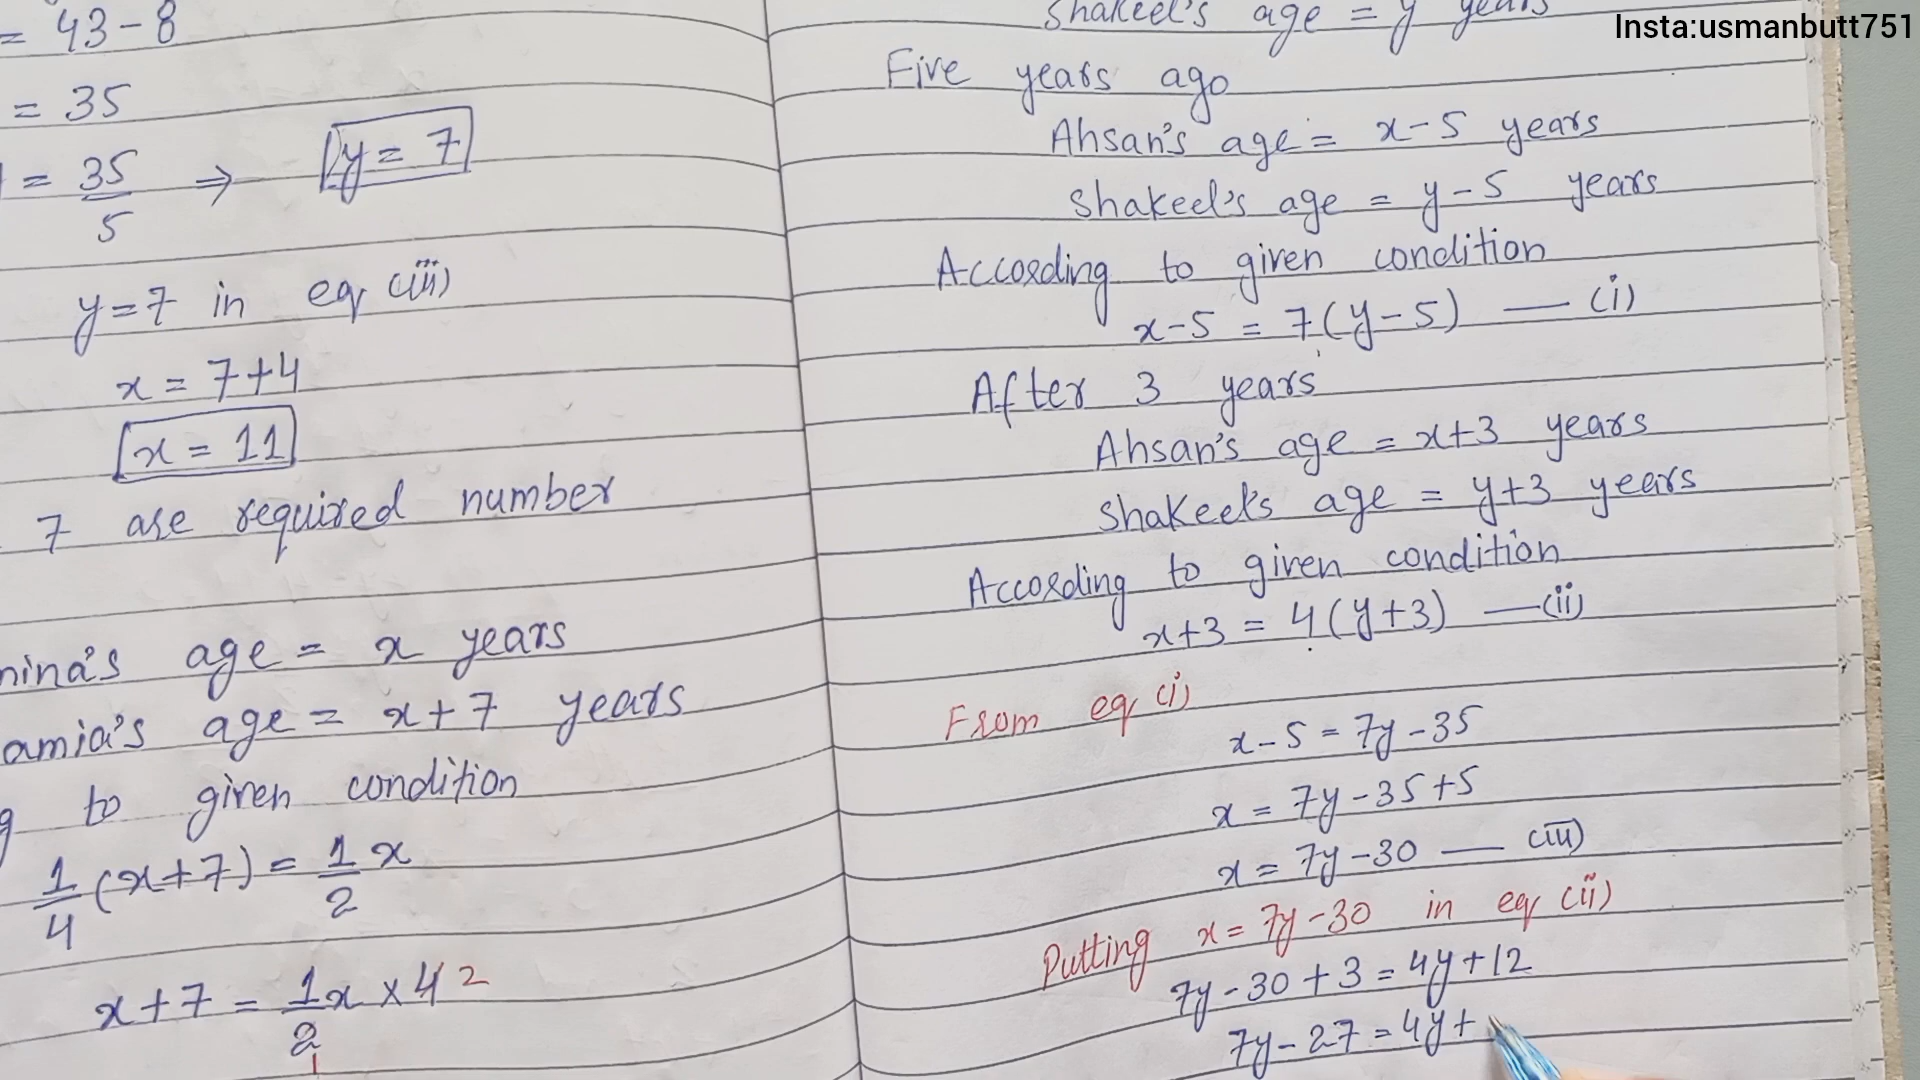 = 43-8
= 35
= 35/5 ⇒ y = 7
y=7 in eq (iii)
x = 7+4
x = 11
7 are required number
mina's age = x years
amia's age = x+7 years
g to given condition
1/4 (x+7) = 1/2 x
x+7 = 1/2 x × 4 2
1
Shakeel's age = y years
Five years ago
Ahsan's age = x-5 years
Shakeel's age = y-5 years
According to given condition
x-5 = 7(y-5) — (i)
After 3 years
Ahsan's age = x+3 years
Shakeel's age = y+3 years
According to given condition
x+3 = 4(y+3) — (ii)
From eq (i)
x-5 = 7y-35
x = 7y-35+5
x = 7y-30 — (iii)
Putting x = 7y-30 in eq (ii)
7y-30+3 = 4y+12
7y-27 = 4y+
Insta:usmanbutt751